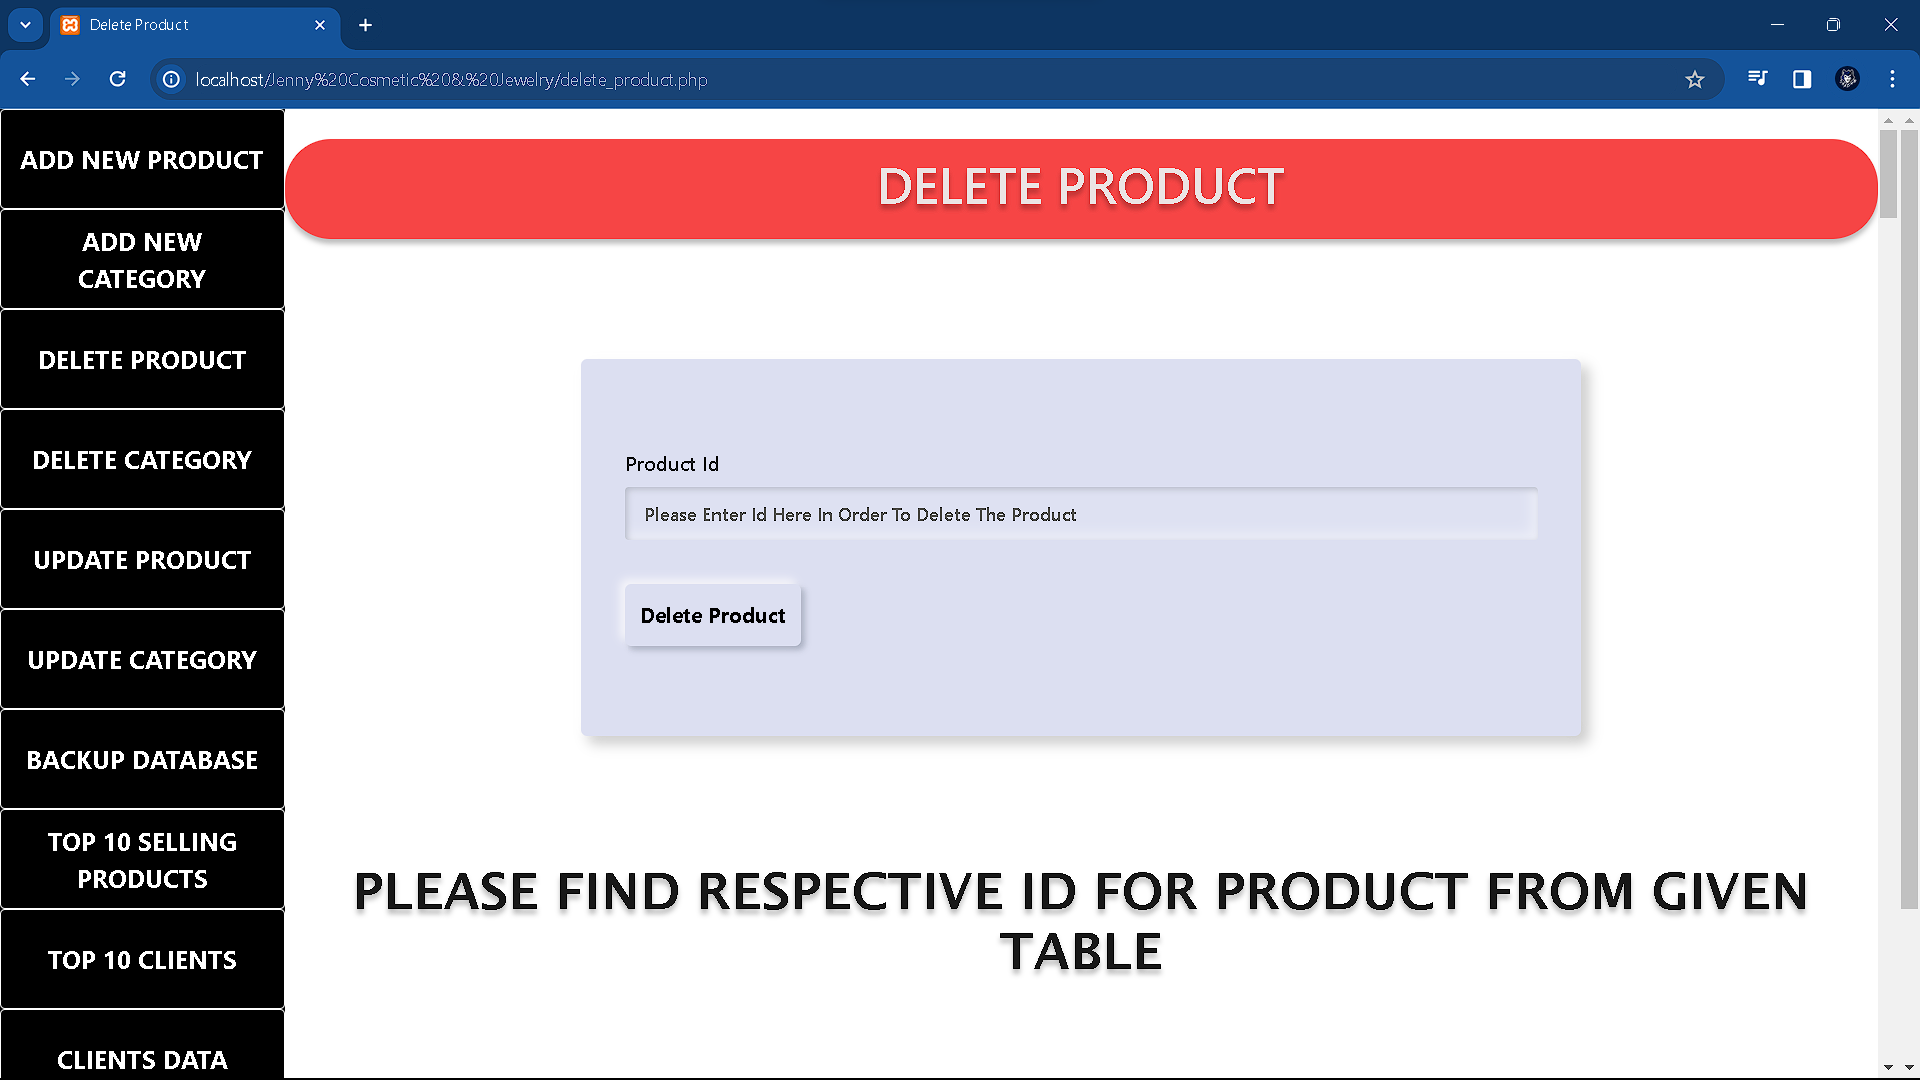 Delete Product
localhost/Jenny%20Cosmetic%20&%20Jewelry/delete_product.php
ADD NEW PRODUCT
ADD NEW
CATEGORY
DELETE PRODUCT
DELETE CATEGORY
UPDATE PRODUCT
UPDATE CATEGORY
BACKUP DATABASE
TOP 10 SELLING
PRODUCTS
TOP 10 CLIENTS
CLIENTS DATA
DELETE PRODUCT
Product Id
Please Enter Id Here In Order To Delete The Product
Delete Product
PLEASE FIND RESPECTIVE ID FOR PRODUCT FROM GIVEN
TABLE